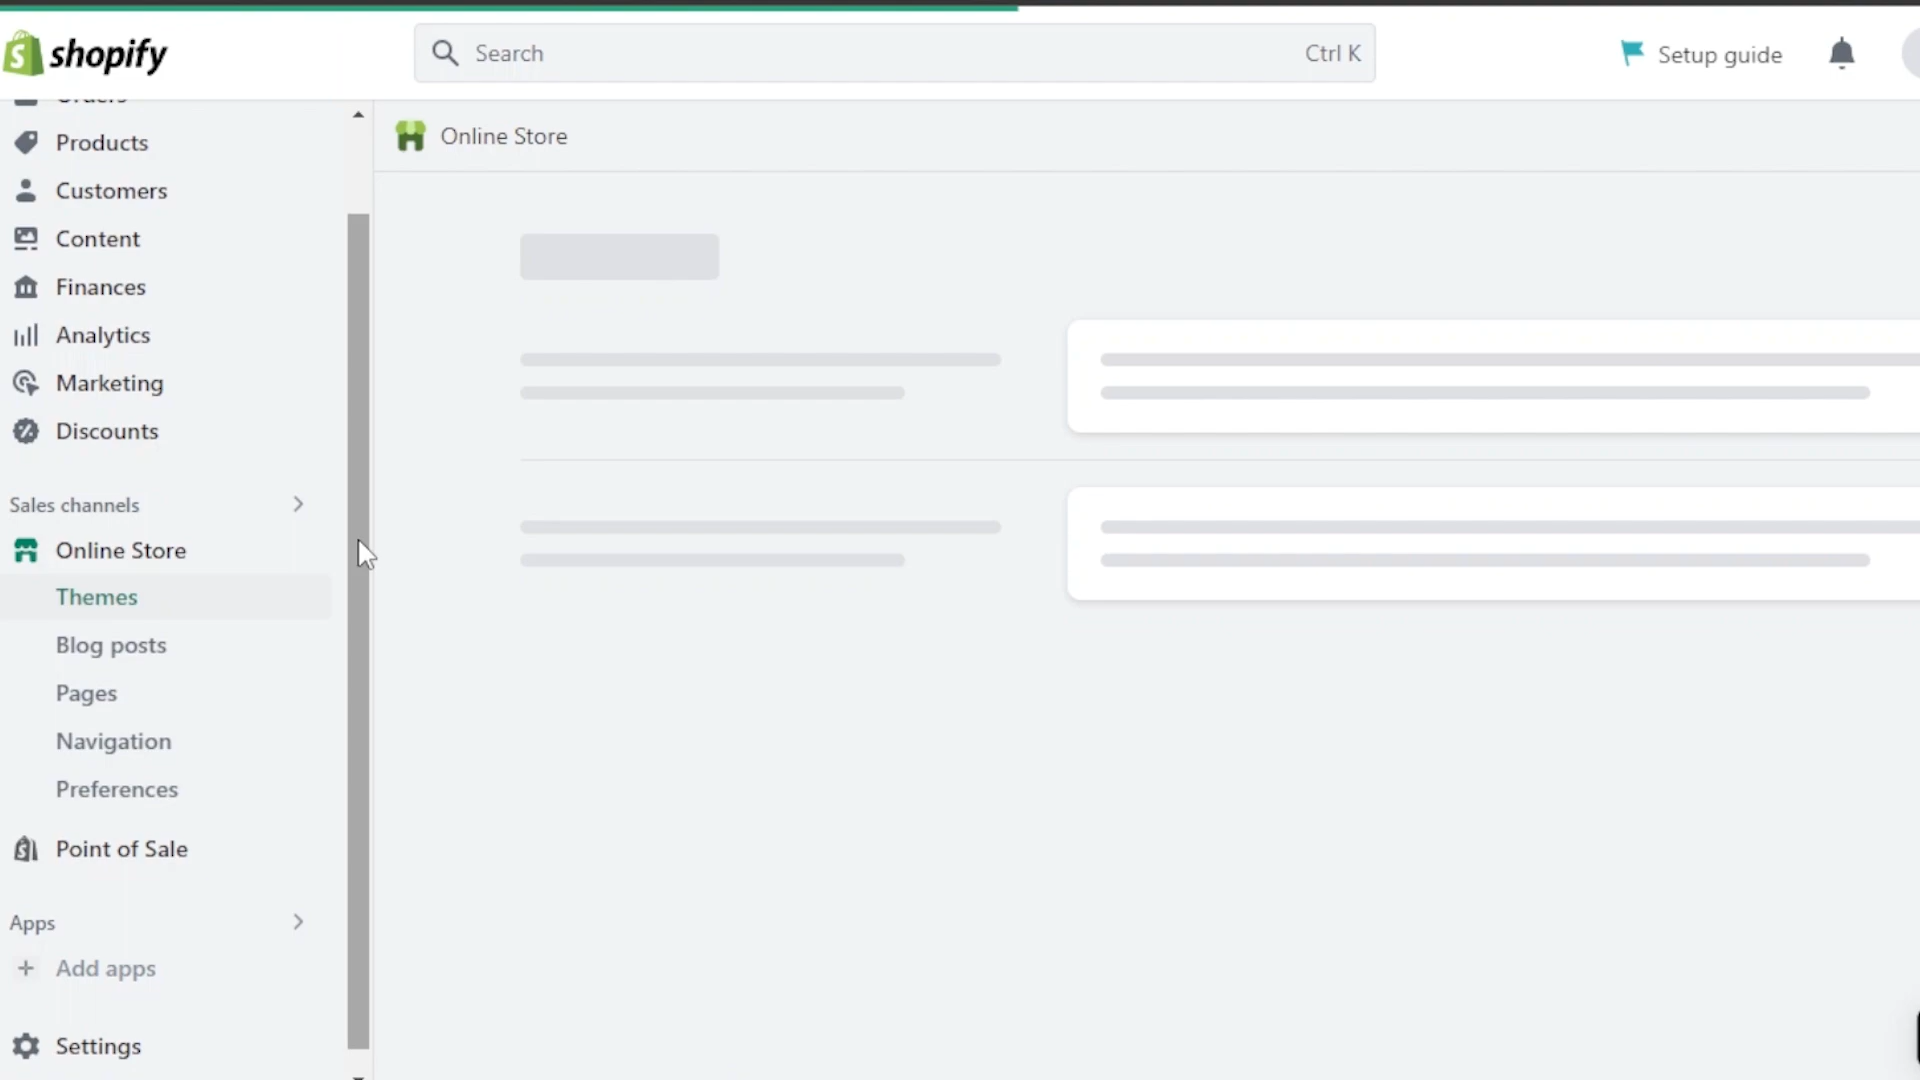 shopify
Search
Ctrl K
Setup guide
Orders
Products
Customers
Content
Finances
Analytics
Marketing
Discounts
Sales channels
Online Store
Themes
Blog posts
Pages
Navigation
Preferences
Point of Sale
Apps
Add apps
Settings
Online Store